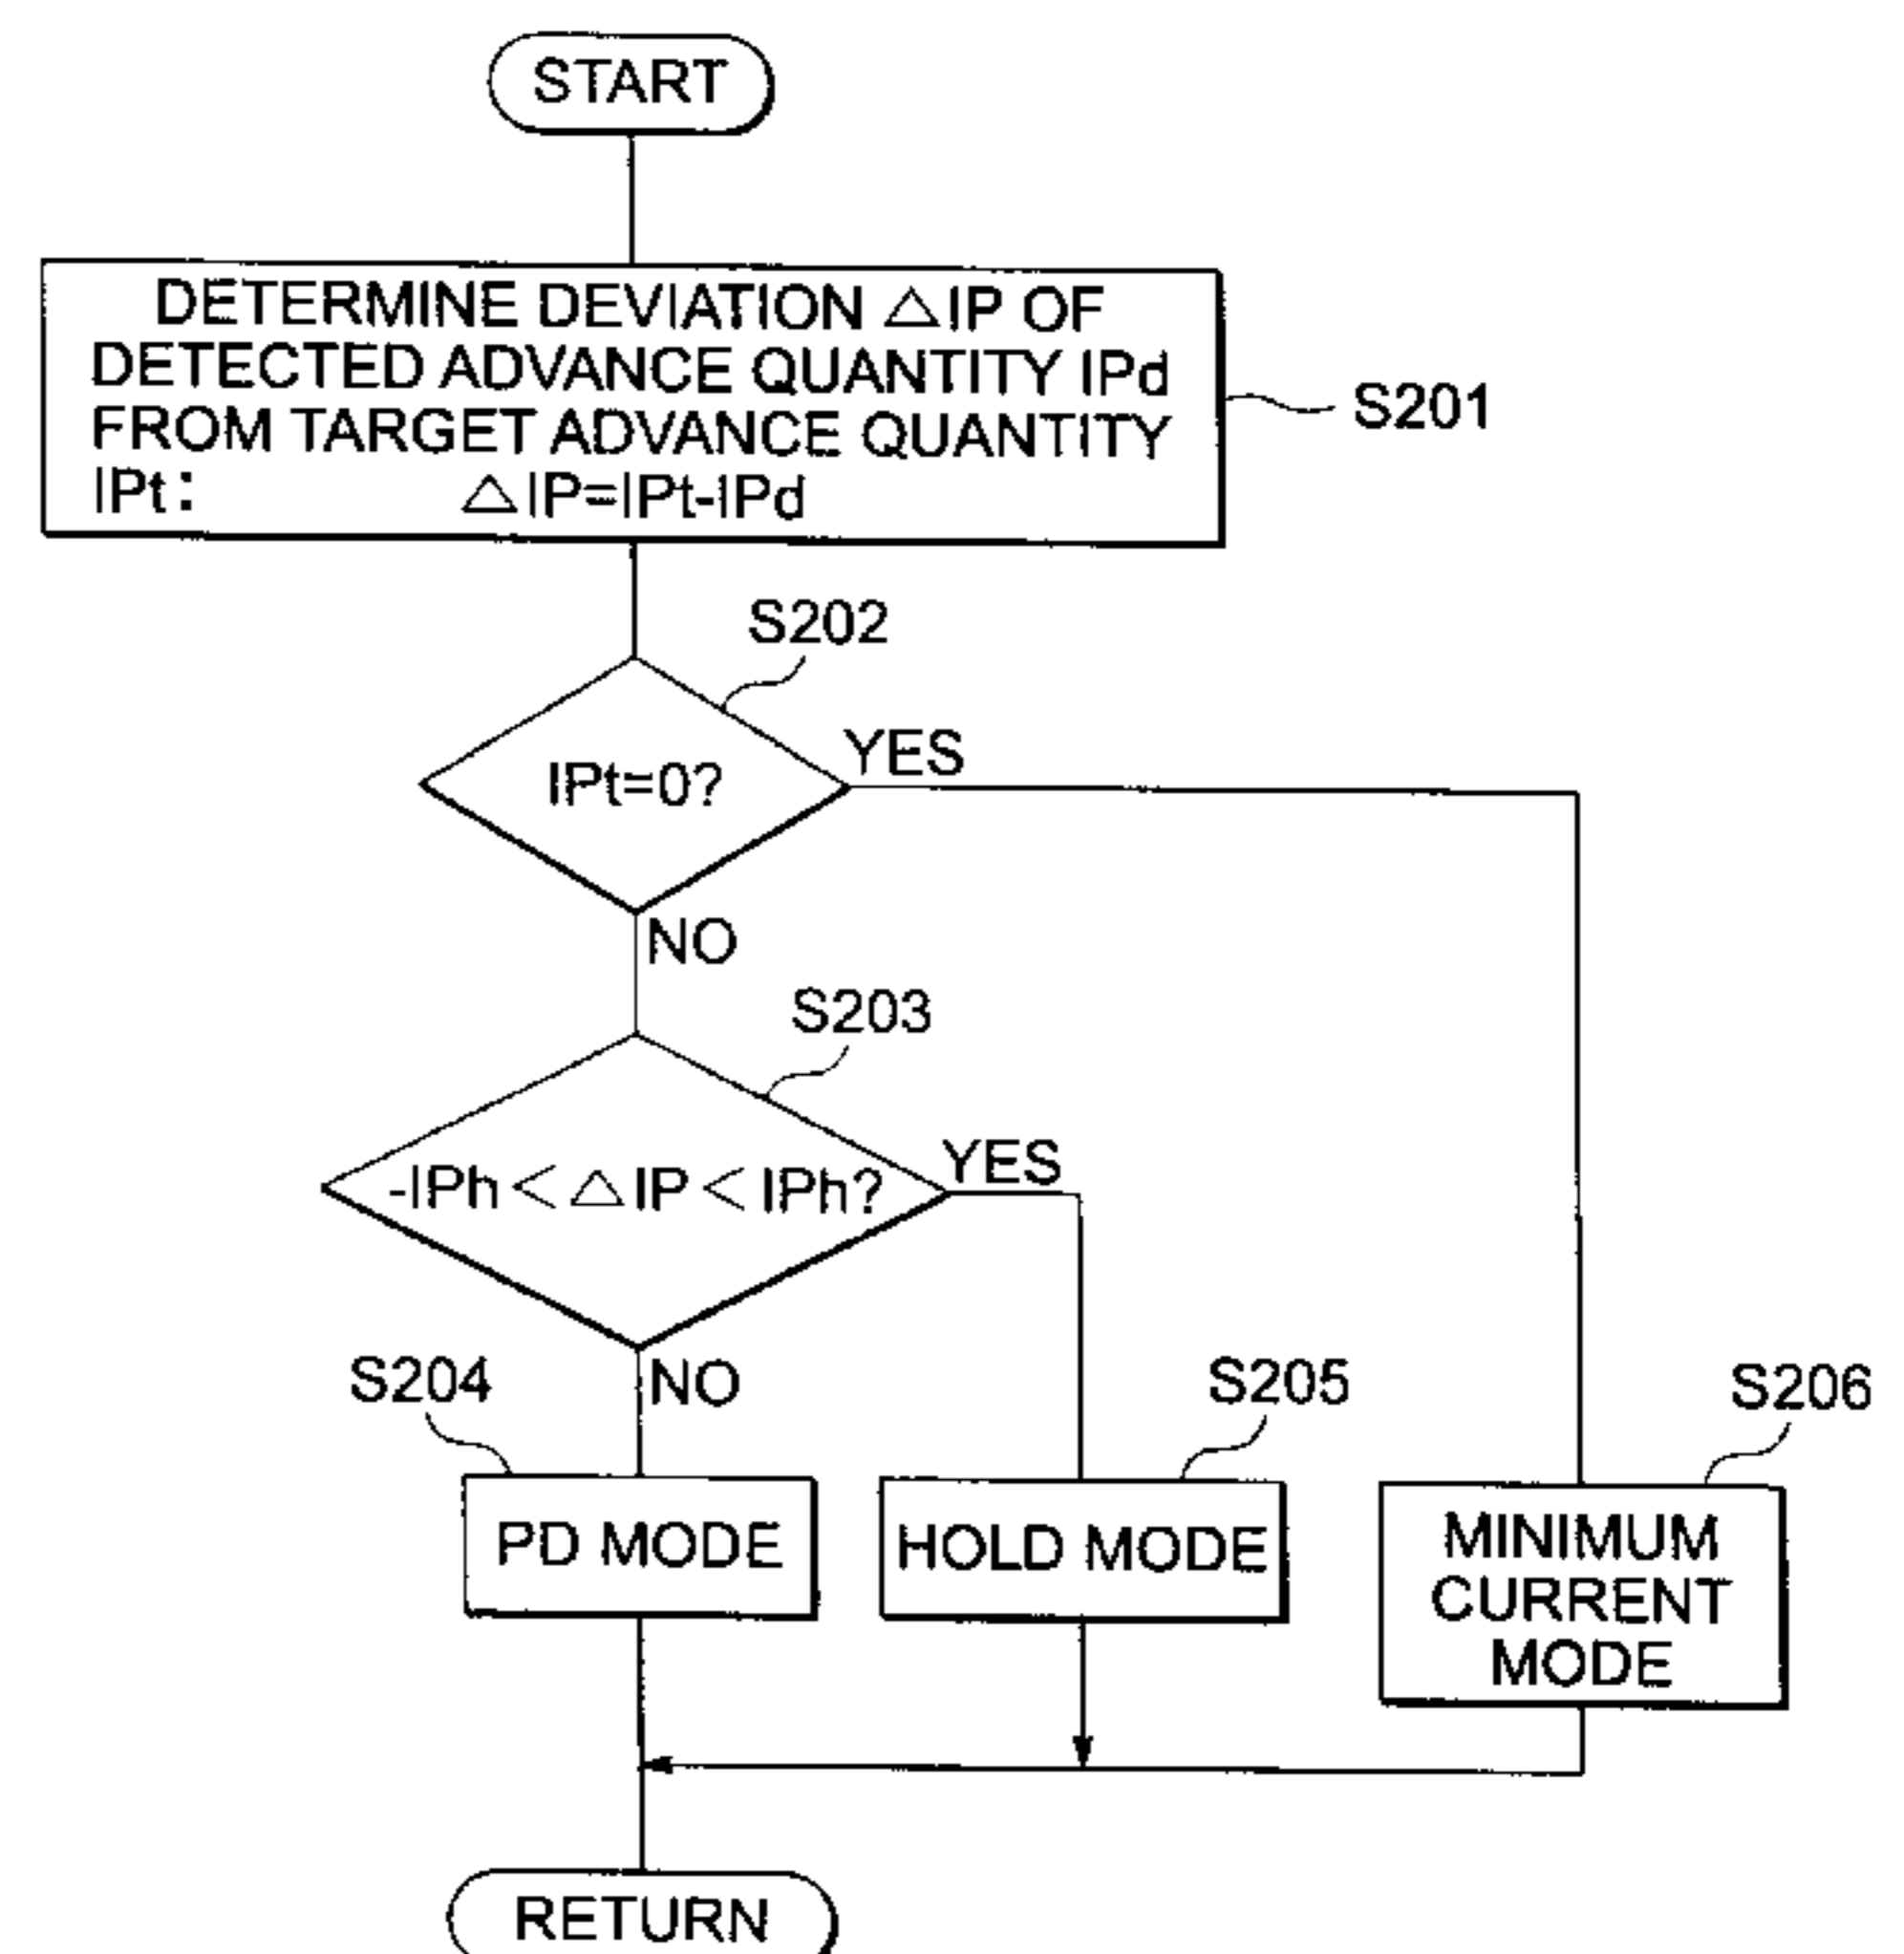 START
DETERMINE DEVIATION △IP OF
DETECTED ADVANCE QUANTITY IPd
FROM TARGET ADVANCE QUANTITY
IPt: △IP=IPt-IPd
S201
S202
IPt=0?
YES
NO
S203
-IPh<△IP<IPh?
YES
NO
S204
PD MODE
S205
HOLD MODE
S206
MINIMUM
CURRENT
MODE
RETURN